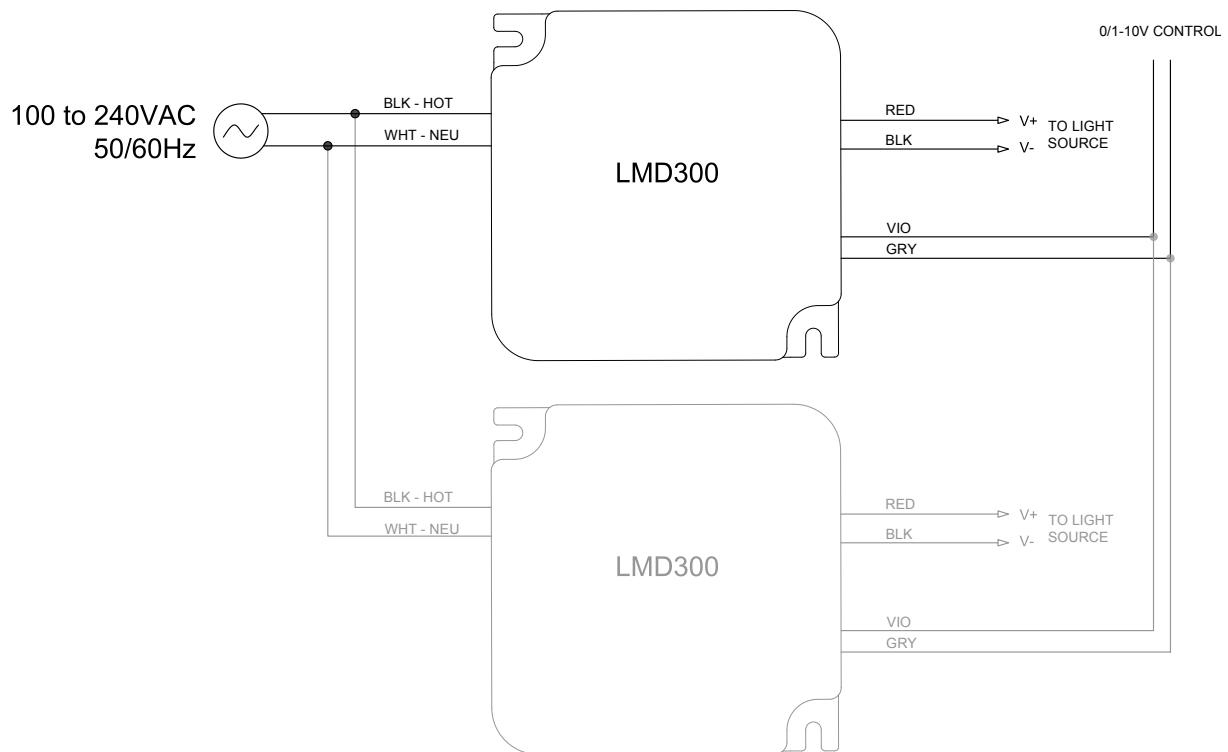 0/1-10V CONTROL
100 to 240VAC
50/60Hz
BLK - HOT
WHT - NEU
LMD300
RED
BLK
V+
V-
TO LIGHT
SOURCE
VIO
GRY
BLK - HOT
WHT - NEU
LMD300
RED
BLK
V+
V-
TO LIGHT
SOURCE
VIO
GRY